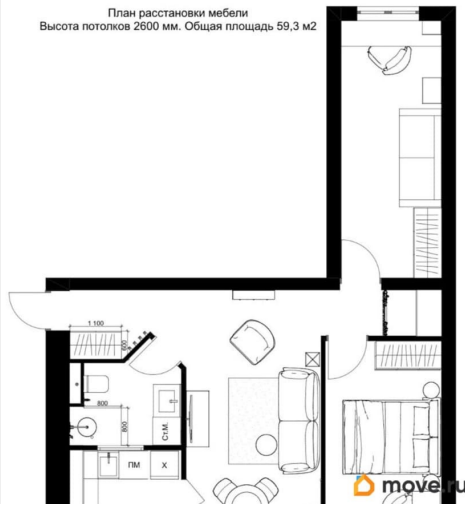 План расстановки мебели
Высота потолков 2600 мм. Общая площадь 59,3 м2
1 100
600
800
800
Ст.М.
ПМ
Х
move.ru